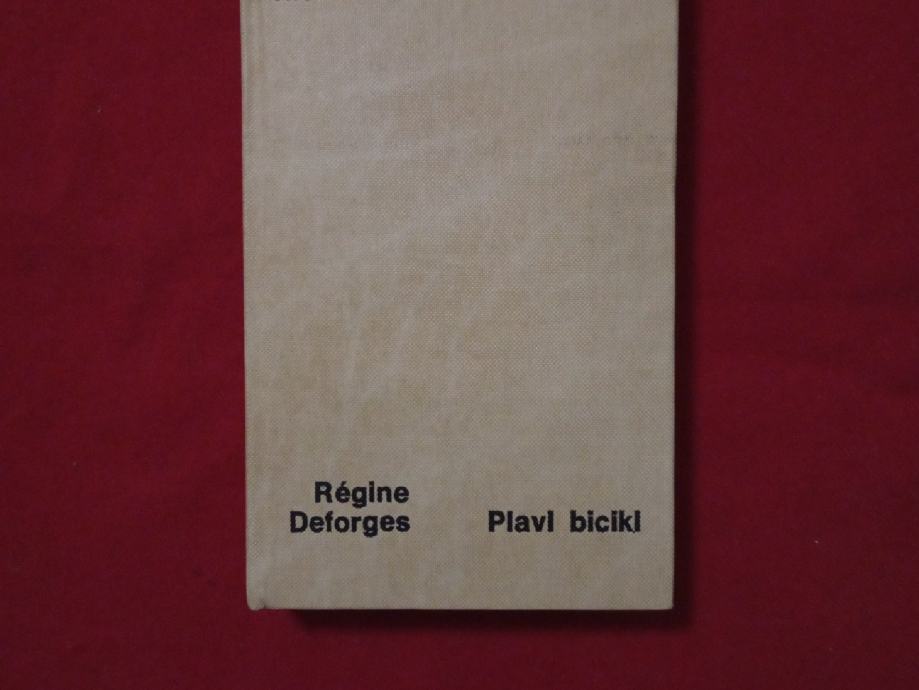 Régine
Deforges
Plavi bicikl